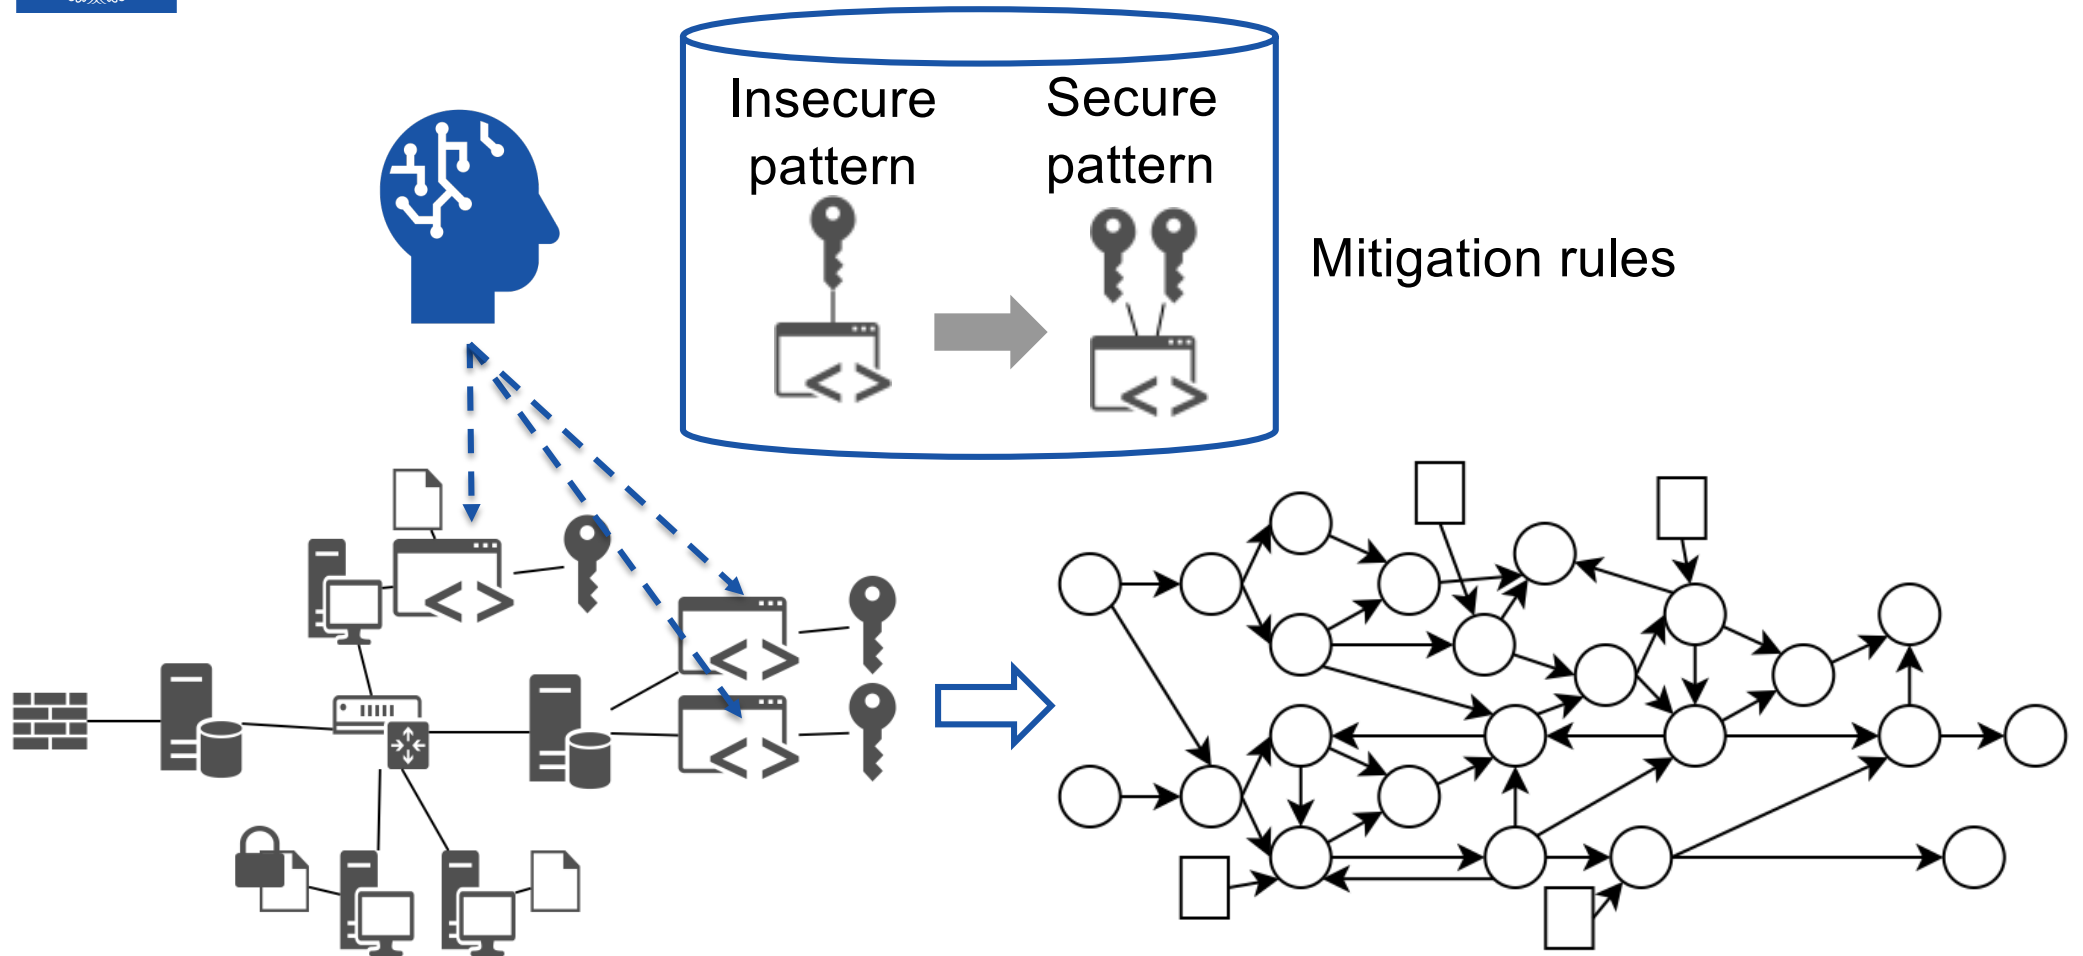 Insecure
pattern
Secure
pattern
Mitigation rules